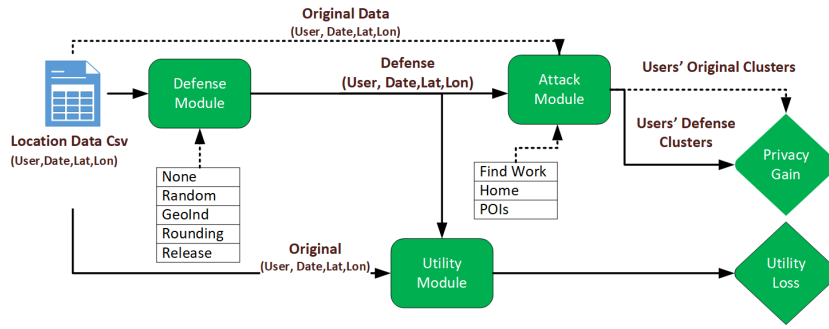 Original Data
(User, Date,Lat,Lon)
Defense
Module
Defense
(User, Date,Lat,Lon)
Attack
Module
Users' Original Clusters
Location Data Csv
(User,Date,Lat,Lon)
Users' Defense
Clusters
Privacy
Gain
None
Random
GeoInd
Rounding
Release
Find Work
Home
POIs
Original
(User, Date,Lat,Lon)
Utility
Module
Utility
Loss